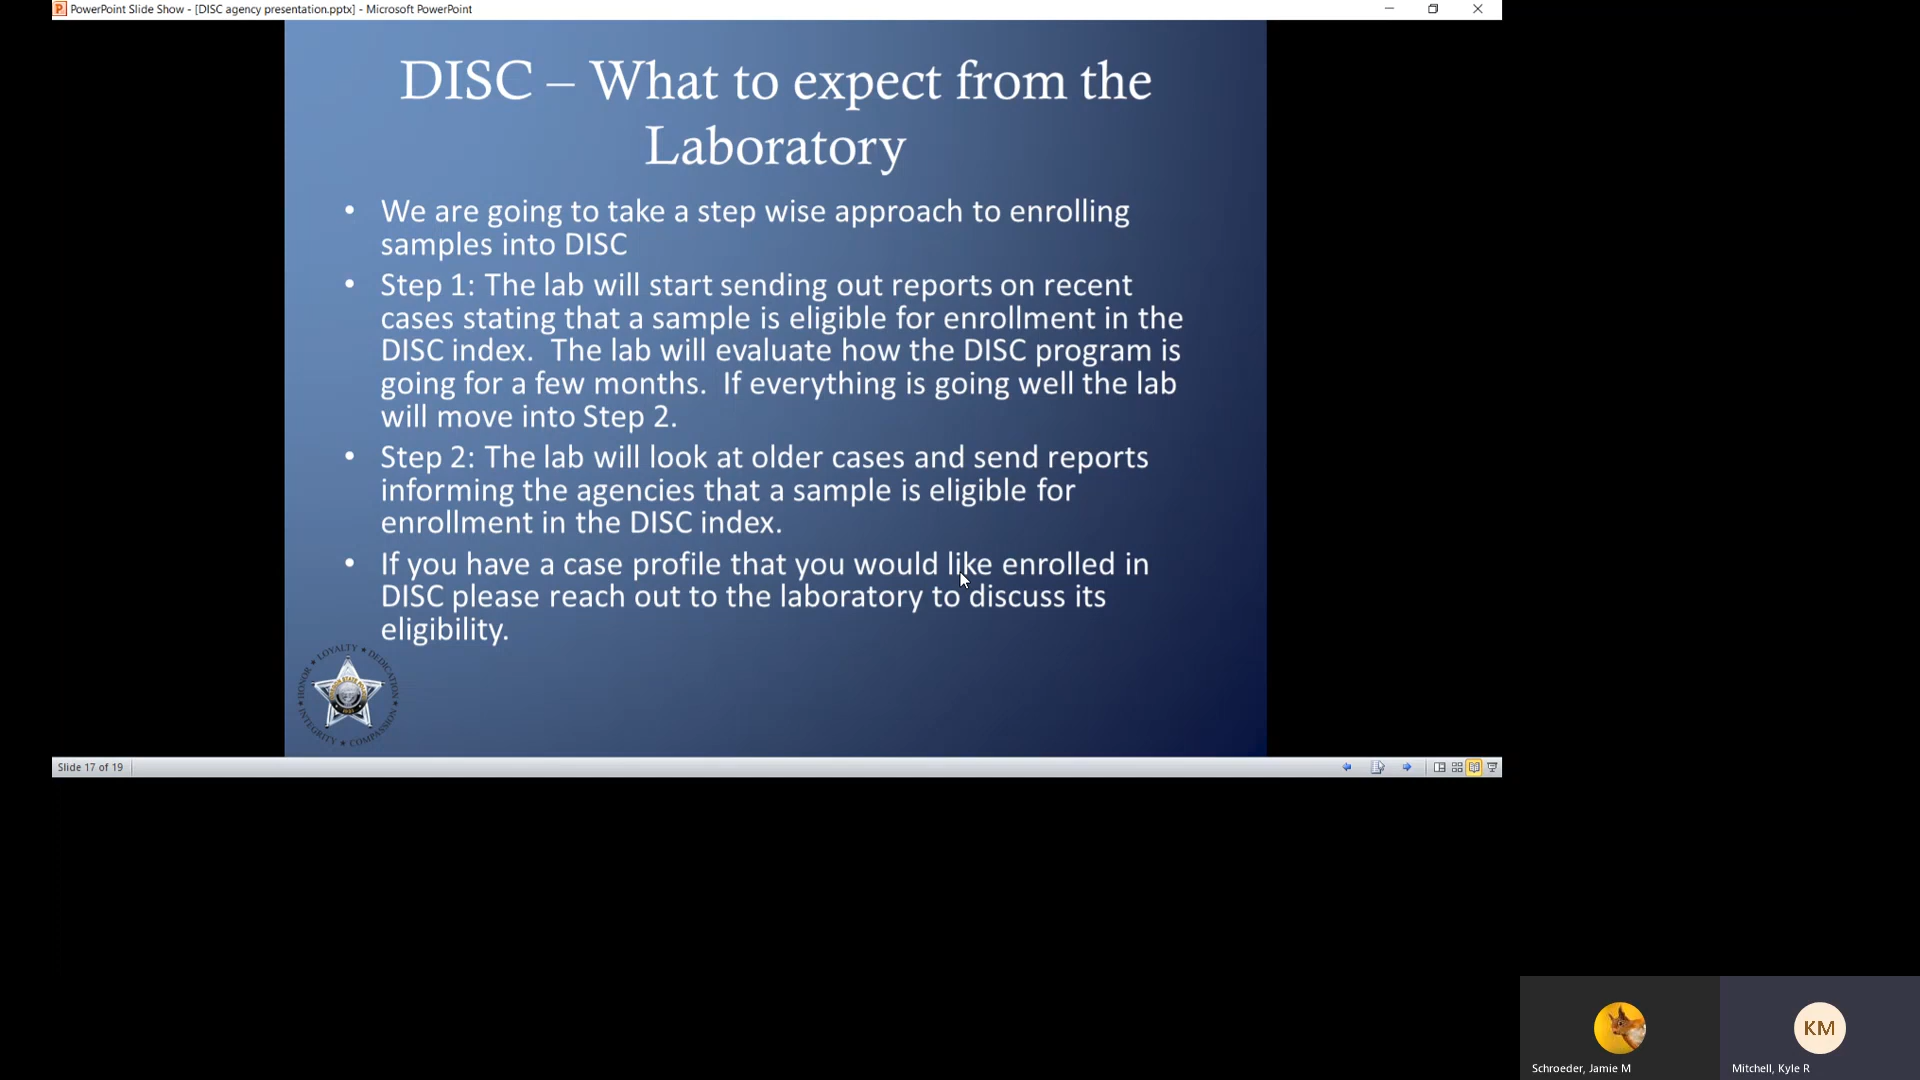 PowerPoint Slide Show - [DISC agency presentation.pptx] - Microsoft PowerPoint
DISC – What to expect from the
Laboratory
• We are going to take a step wise approach to enrolling
samples into DISC
• Step 1: The lab will start sending out reports on recent
cases stating that a sample is eligible for enrollment in the
DISC index.  The lab will evaluate how the DISC program is
going for a few months.  If everything is going well the lab
will move into Step 2.
• Step 2: The lab will look at older cases and send reports
informing the agencies that a sample is eligible for
enrollment in the DISC index.
• If you have a case profile that you would like enrolled in
DISC please reach out to the laboratory to discuss its
eligibility.
HONOR ★ LOYALTY ★ DEDICATION
INTEGRITY ★ COMPASSION
Slide 17 of 19
KM
Schroeder, Jamie M
Mitchell, Kyle R